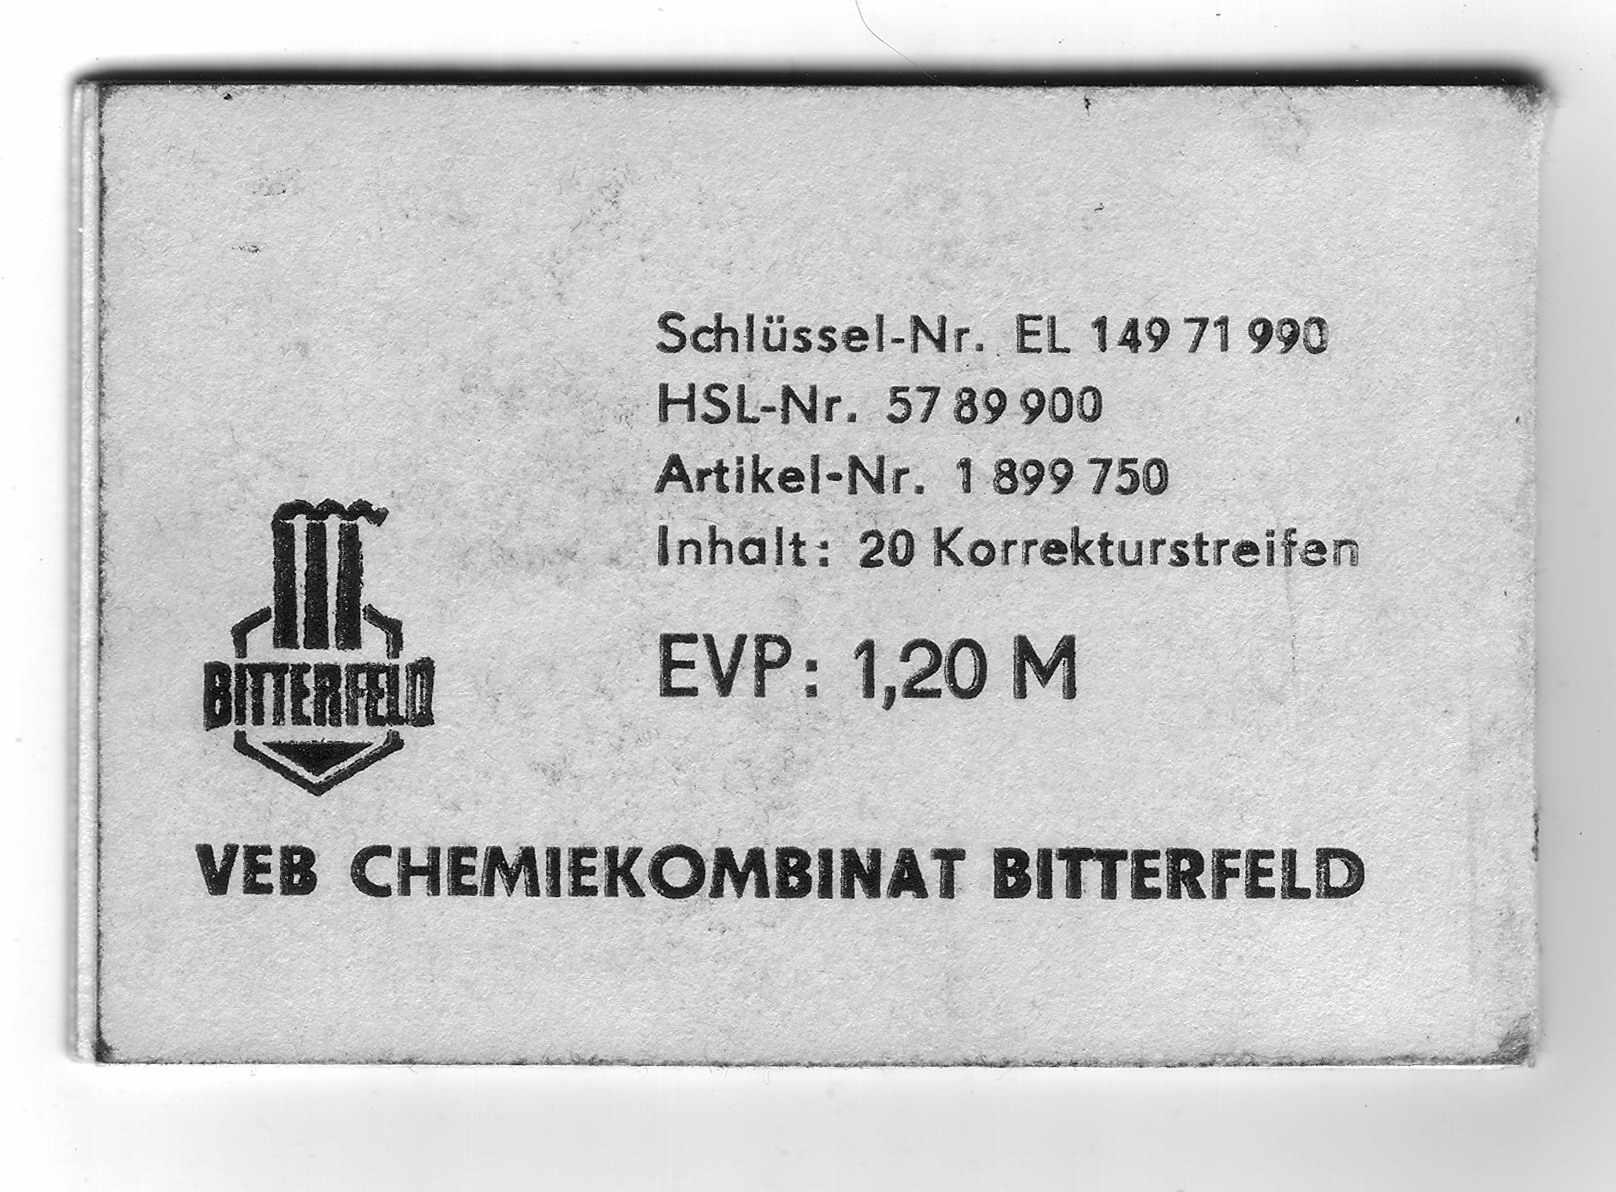 Schlüssel-Nr. EL 149 71 990
HSL-Nr. 57 89 900
Artikel-Nr. 1 899 750
Inhalt: 20 Korrekturstreifen
EVP: 1,20 M
BITTERFELD
VEB CHEMIEKOMBINAT BITTERFELD